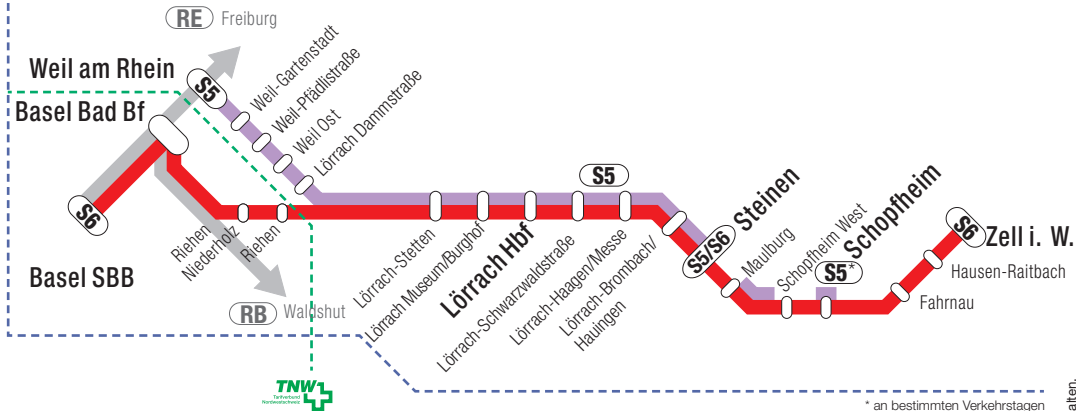 RE Freiburg
Weil am Rhein
S5
Weil-Gartenstadt
Weil-Pfädlistraße
Weil Ost
Lörrach Dammstraße
Basel Bad Bf
S6
Basel SBB
Riehen
Niederholz
Riehen
RB Waldshut
Lörrach-Stetten
Lörrach Museum/Burghof
Lörrach Hbf
Lörrach-Schwarzwaldstraße
S5
Lörrach-Haagen/Messe
Lörrach-Brombach/
Hauingen
S5/S6 Steinen
Maulburg
Schopfheim West
S5* Schopfheim
Fahrnau
Hausen-Raitbach
S6 Zell i. W.
TNW
Tarifverbund
Nordwestschweiz
* an bestimmten Verkehrstagen
alten.